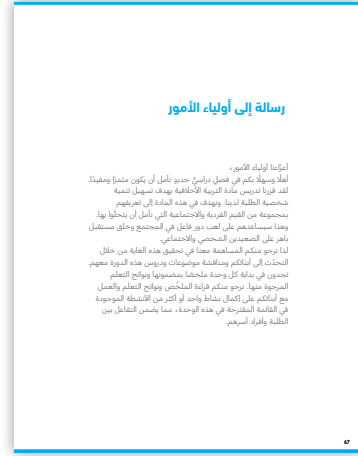 رسالة إلى أولياء الأمور
أعزّاءنا أولياء الأمور،
أهلًا وسهلًا بكم في فصلٍ دراسيٍّ جديدٍ نأمل أن يكون مثمرًا ومفيدًا.
لقد قررنا تدريس مادة التربية الأخلاقية بهدف تسهيل تنمية
شخصية الطلبة لدينا. ونهدف في هذه المادة إلى تعريفهم
بمجموعة من القيم الفردية والاجتماعية التي نأمل أن يتحلّوا بها.
وهذا سيساعدهم على لعب دور فاعل في المجتمع وخلق مستقبل
باهر على الصعيدين الشخصي والاجتماعي.
لذا نرجو منكم المساهمة معنا في تحقيق هذه الغاية من خلال
التحدّث إلى أبنائكم ومناقشة موضوعات ودروس هذه الدورة معهم.
تجدون في بداية كل وحدة ملخصًا بمضمونها ونواتج التعلم
المرجوة منها. نرجو منكم قراءة الملخّص ونواتج التعلم والعمل
مع أبنائكم على إكمال نشاط واحد أو أكثر من الأنشطة الموجودة
في القائمة المقترحة في هذه الوحدة، مما يضمن التفاعل بين
الطلبة وأفراد أسرهم.
67